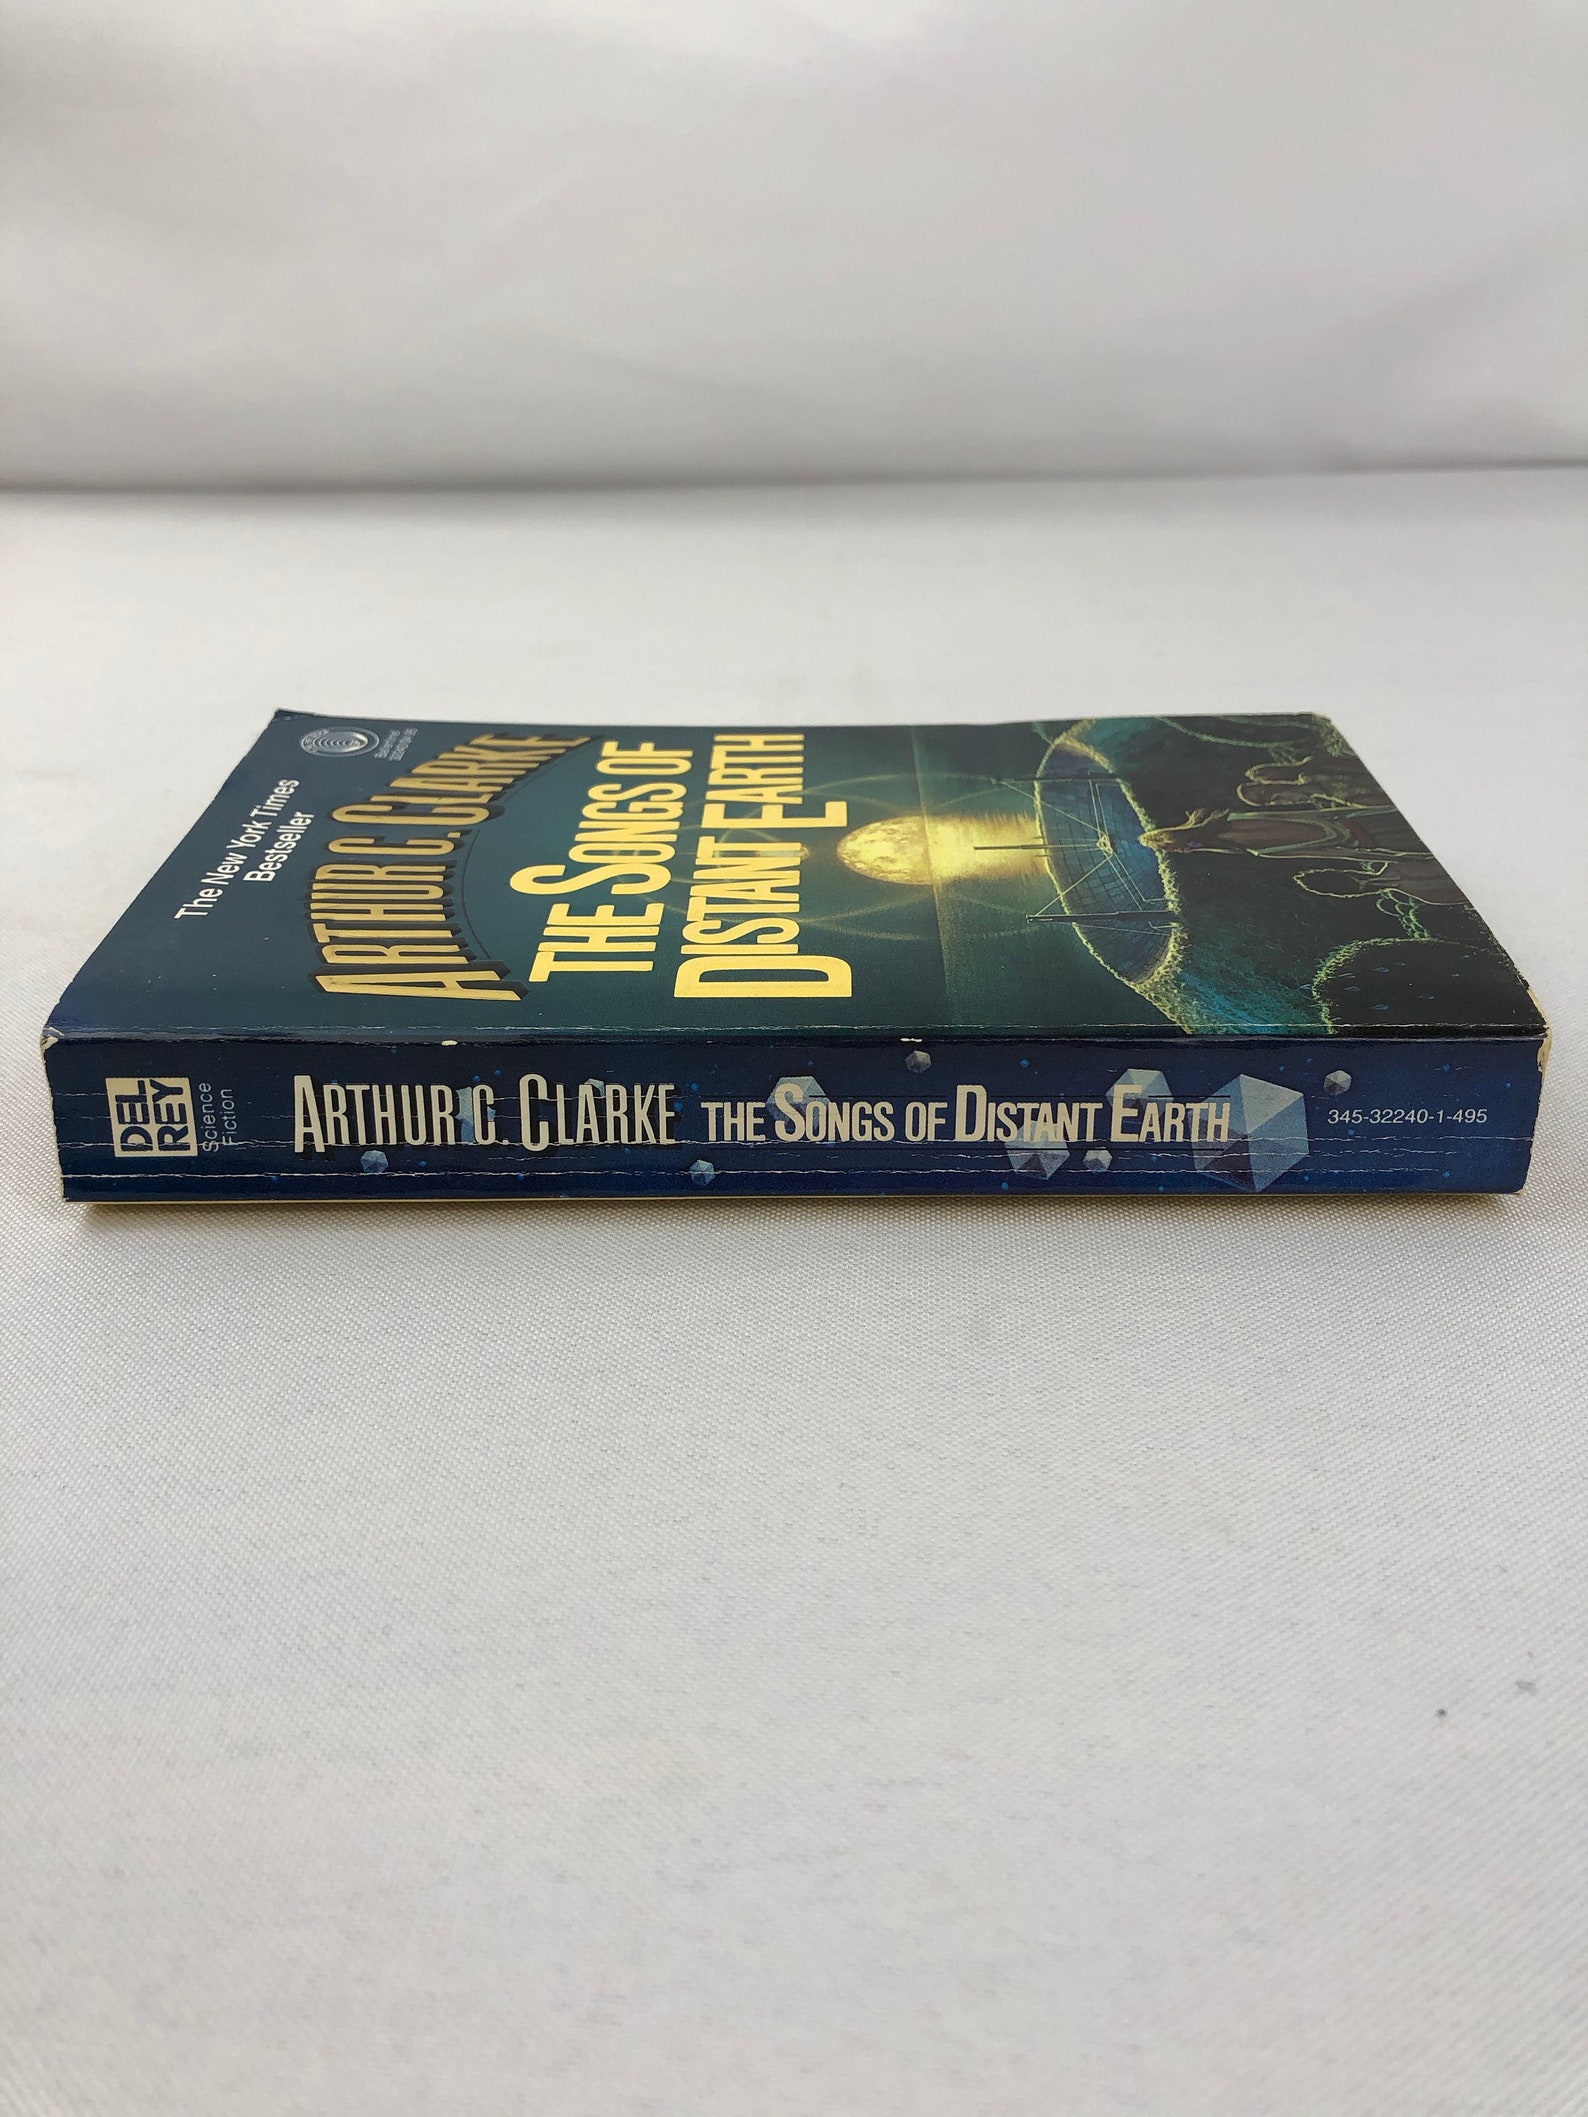 The New York Times
Bestseller
ARTHUR C. CLARKE
THE SONGS OF
DISTANT EARTH
DEL
REY
Science
Fiction
ARTHUR C. CLARKE THE SONGS OF DISTANT EARTH 345-32240-1-495